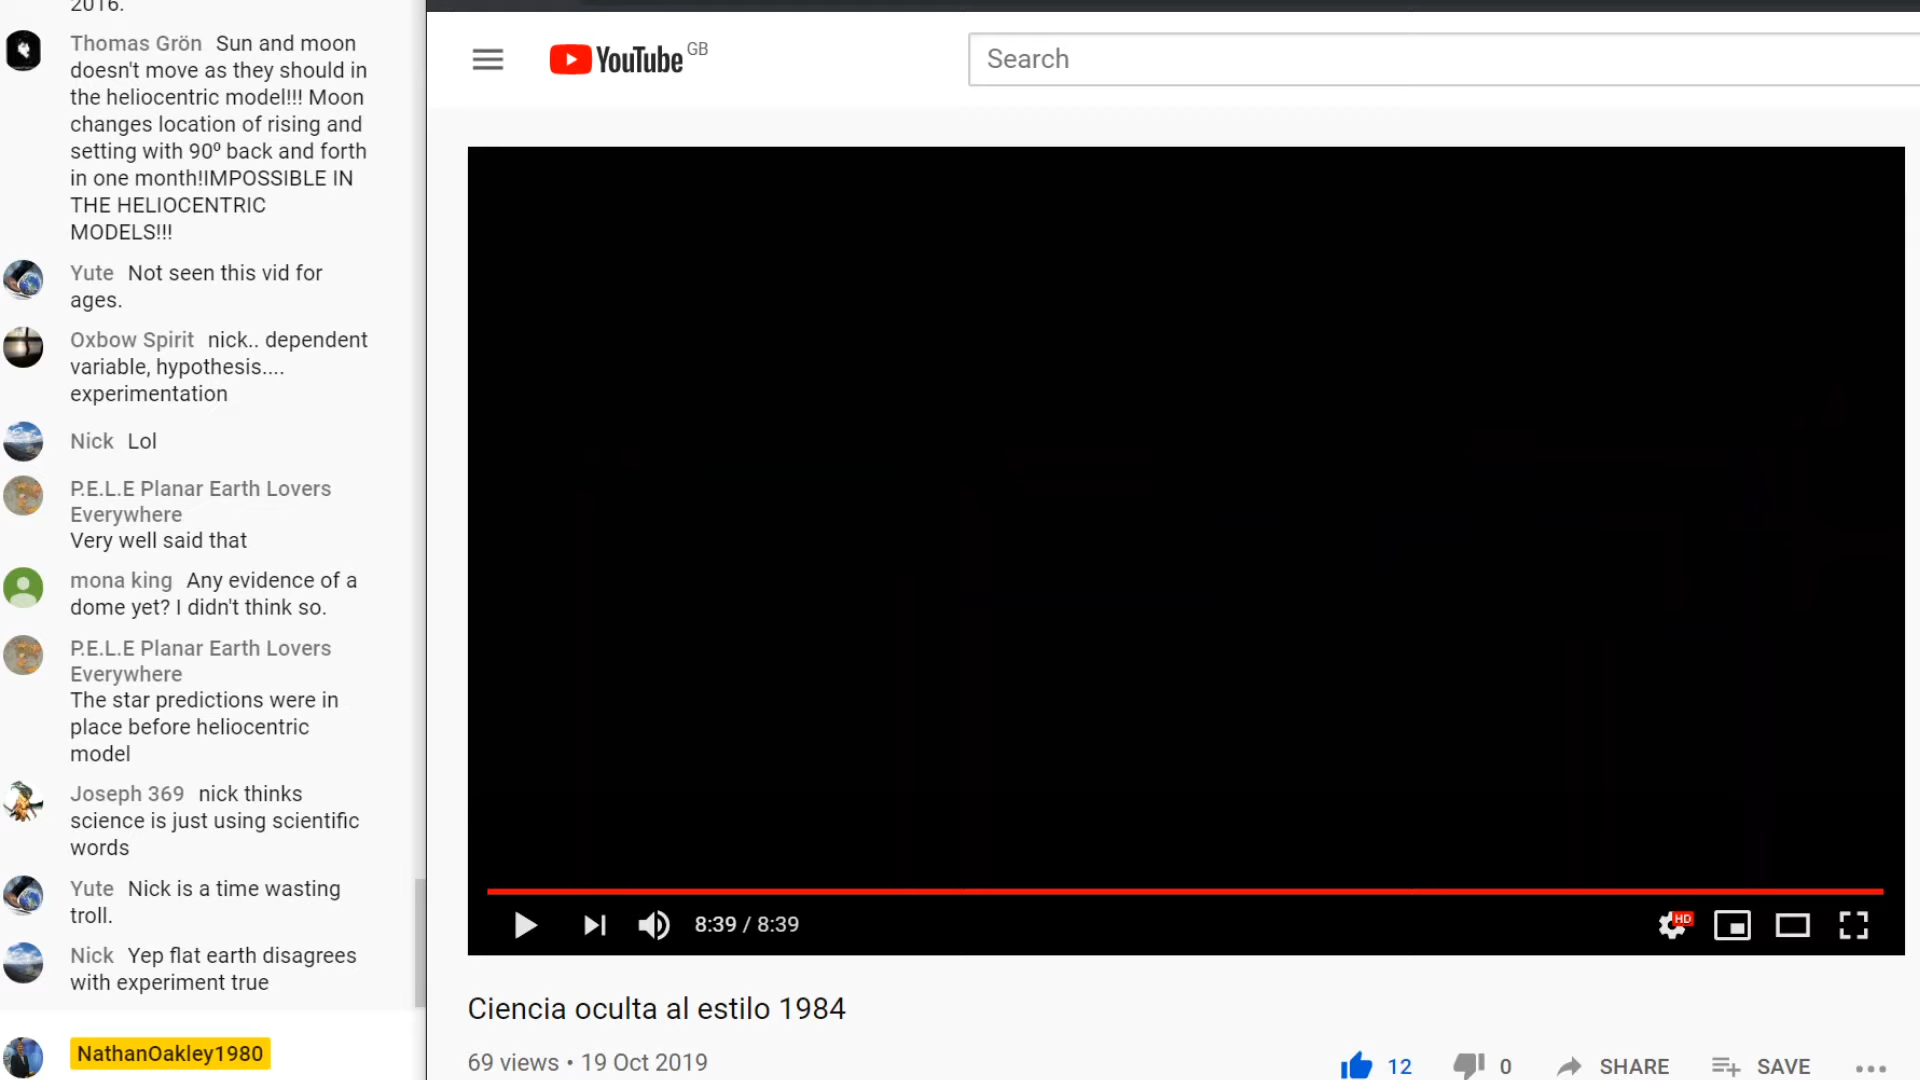 2016.
Thomas Grön Sun and moon
doesn't move as they should in
the heliocentric model!!! Moon
changes location of rising and
setting with 90º back and forth
in one month!IMPOSSIBLE IN
THE HELIOCENTRIC
MODELS!!!
Yute Not seen this vid for
ages.
Oxbow Spirit nick.. dependent
variable, hypothesis....
experimentation
Nick Lol
P.E.L.E Planar Earth Lovers
Everywhere
Very well said that
mona king Any evidence of a
dome yet? I didn't think so.
P.E.L.E Planar Earth Lovers
Everywhere
The star predictions were in
place before heliocentric
model
Joseph 369 nick thinks
science is just using scientific
words
Yute Nick is a time wasting
troll.
Nick Yep flat earth disagrees
with experiment true
NathanOakley1980
YouTube GB
Search
8:39 / 8:39
HD
Ciencia oculta al estilo 1984
69 views • 19 Oct 2019
12 0 SHARE SAVE